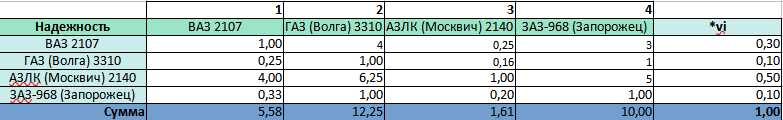 1 2 3 4
Надежность ВАЗ 2107 ГАЗ (Волга) 3310 АЗЛК (Москвич) 2140 ЗАЗ-968 (Запорожец) *vi
ВАЗ 2107 1,00 4 0,25 3 0,30
ГАЗ (Волга) 3310 0,25 1,00 0,16 1 0,10
АЗЛК (Москвич) 2140 4,00 6,25 1,00 5 0,50
ЗАЗ-968 (Запорожец) 0,33 1,00 0,20 1,00 0,10
Сумма 5,58 12,25 1,61 10,00 1,00